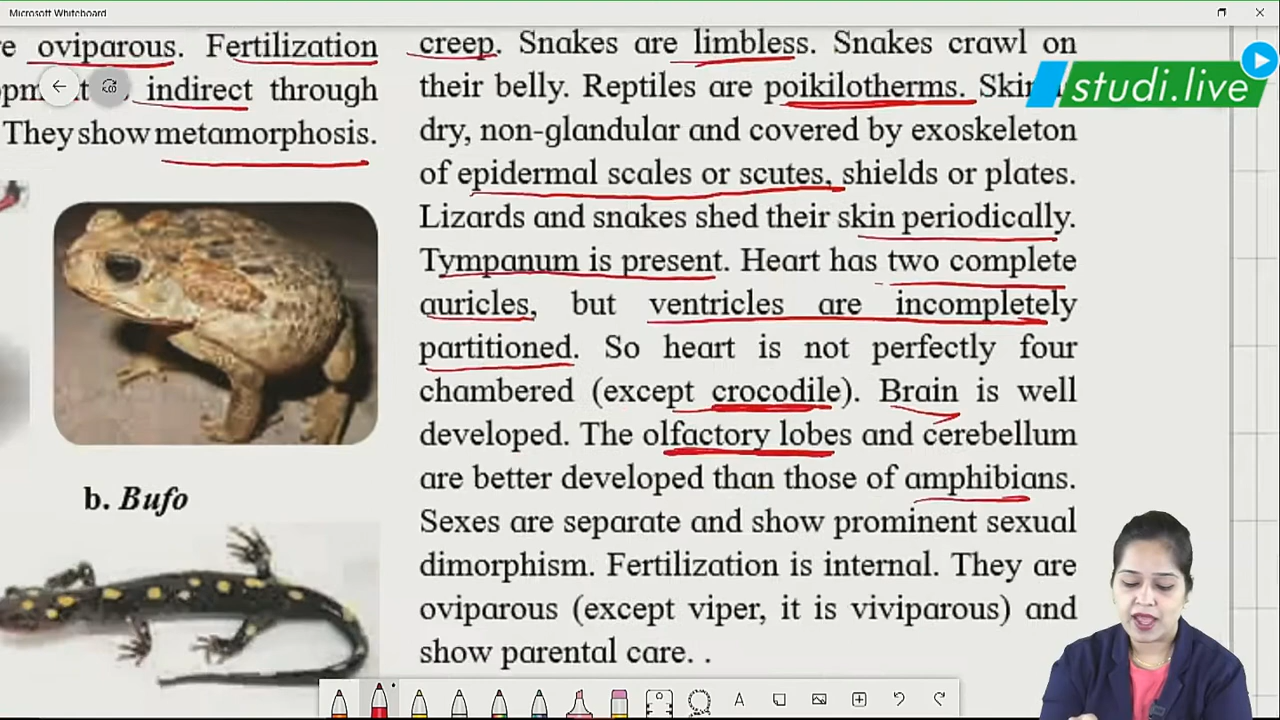 Microsoft Whiteboard
re oviparous. Fertilization
indirect through
They show metamorphosis.
b. Bufo
creep. Snakes are limbless. Snakes crawl on
their belly. Reptiles are poikilotherms. Skin
dry, non-glandular and covered by exoskeleton
of epidermal scales or scutes, shields or plates.
Lizards and snakes shed their skin periodically.
Tympanum is present. Heart has two complete
auricles, but ventricles are incompletely
partitioned. So heart is not perfectly four
chambered (except crocodile). Brain is well
developed. The olfactory lobes and cerebellum
are better developed than those of amphibians.
Sexes are separate and show prominent sexual
dimorphism. Fertilization is internal. They are
oviparous (except viper, it is viviparous) and
show parental care. .
studi.live
A